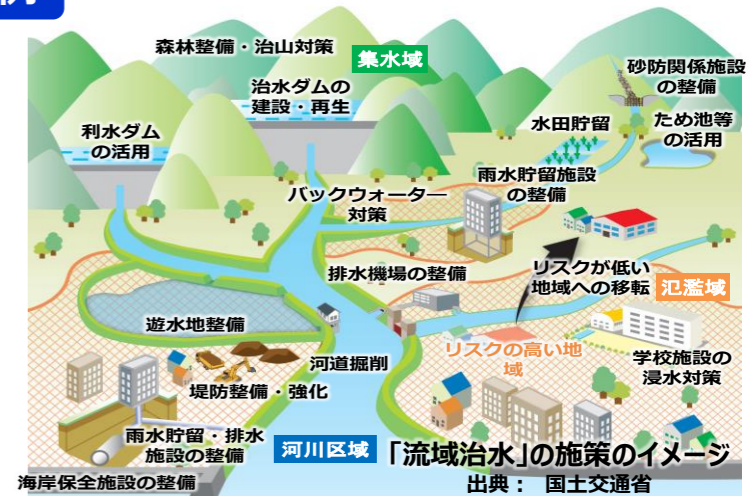 例
森林整備・治山対策
集水域
砂防関係施設
の整備
治水ダムの
建設・再生
水田貯留
ため池等
の活用
利水ダム
の活用
雨水貯留施設
の整備
バックウォーター
対策
排水機場の整備
リスクが低い
地域への移転
氾濫域
遊水地整備
河道掘削
リスクの高い地
域
学校施設の
浸水対策
堤防整備・強化
雨水貯留・排水
施設の整備
河川区域
「流域治水」の施策のイメージ
海岸保全施設の整備
出典： 国土交通省